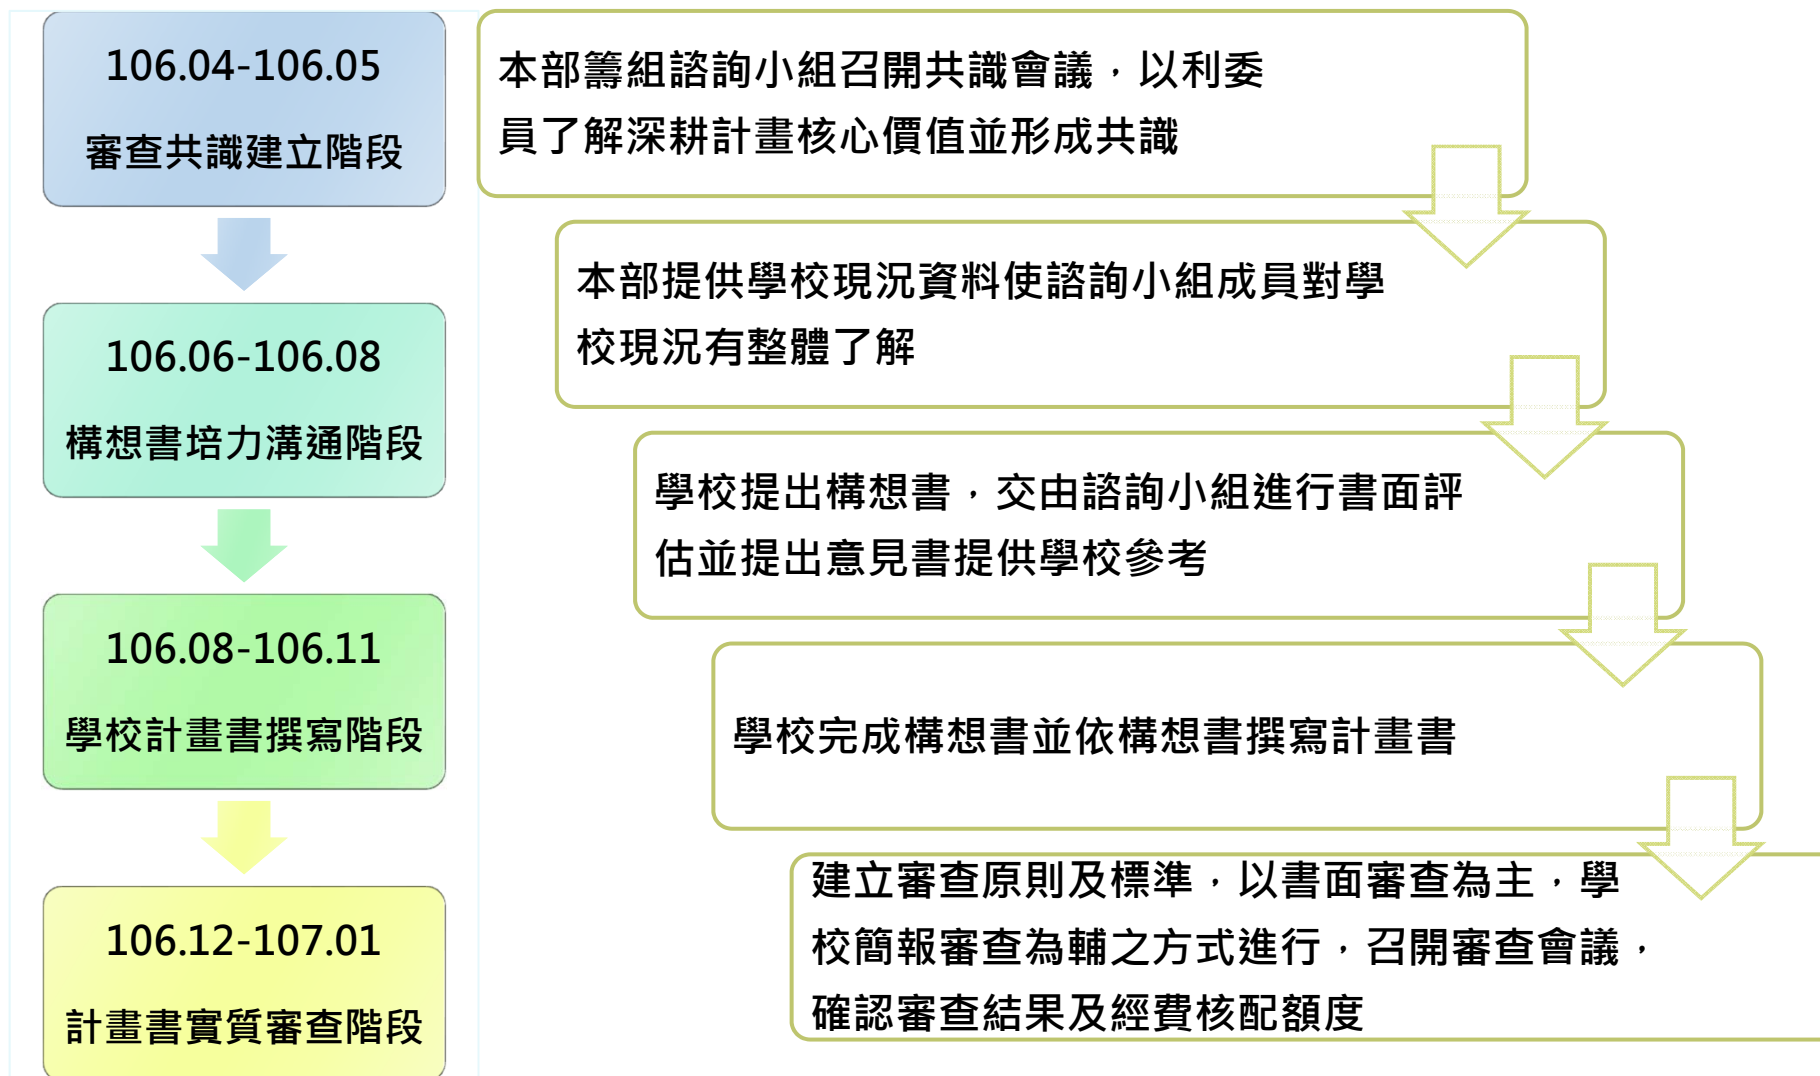 106.04-106.05
審查共識建立階段
106.06-106.08
構想書培力溝通階段
106.08-106.11
學校計畫書撰寫階段
106.12-107.01
計畫書實質審查階段
本部籌組諮詢小組召開共識會議，以利委
員了解深耕計畫核心價值並形成共識
本部提供學校現況資料使諮詢小組成員對學
校現況有整體了解
學校提出構想書，交由諮詢小組進行書面評
估並提出意見書提供學校參考
學校完成構想書並依構想書撰寫計畫書
建立審查原則及標準，以書面審查為主，學
校簡報審查為輔之方式進行，召開審查會議，
確認審查結果及經費核配額度